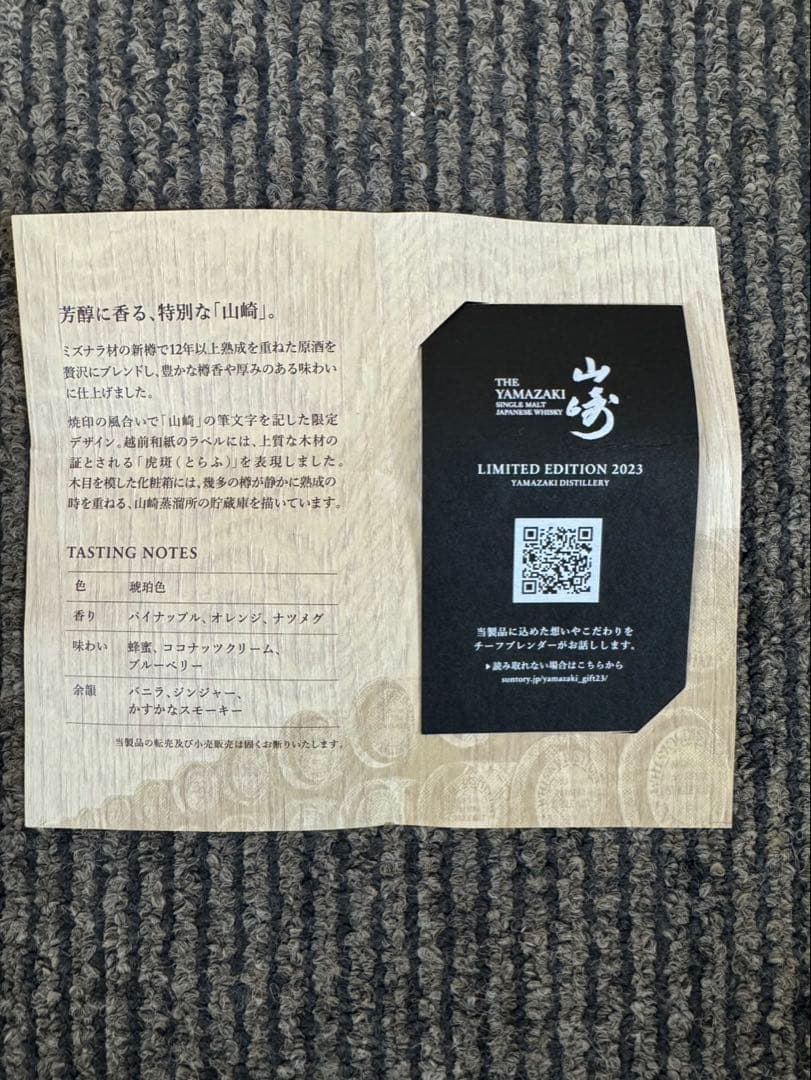 芳醇に香る、特別な「山崎」。
ミズナラ材の新樽で12年以上熟成を重ねた原酒を
贅沢にブレンドし、豊かな樽香や厚みのある味わい
に仕上げました。
焼印の風合いで「山崎」の筆文字を記した限定
デザイン。越前和紙のラベルには、上質な木材の
証とされる「虎斑(とらふ)」を表現しました。
木目を模した化粧箱には、幾多の樽が静かに熟成の
時を重ねる、山崎蒸溜所の貯蔵庫を描いています。
TASTING NOTES
色 琥珀色
香り パイナップル、オレンジ、ナツメグ
味わい 蜂蜜、ココナッツクリーム、
ブルーベリー
余韻 バニラ、ジンジャー、
かすかなスモーキー
当製品の転売及び小売販売は固くお断りいたします。
山崎
THE
YAMAZAKI
SINGLE MALT
JAPANESE WHISKY
LIMITED EDITION 2023
YAMAZAKI DISTILLERY
当製品に込めた想いやこだわりを
チーフブレンダーがお話しします。
▶読み取れない場合はこちらから
suntory.jp/yamazaki_gift23/